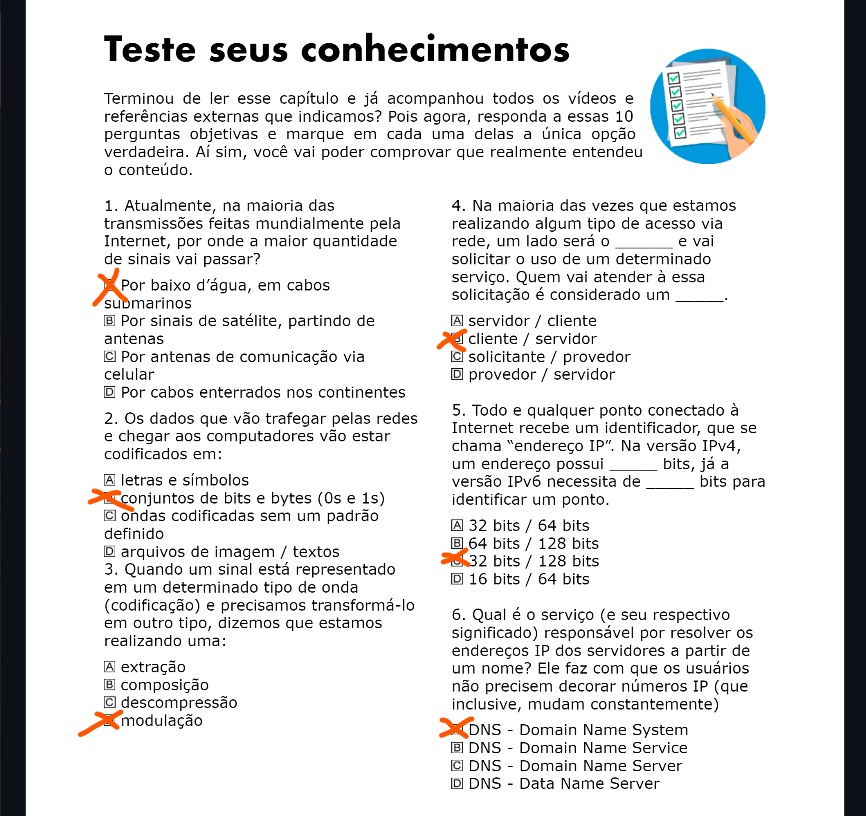 Teste seus conhecimentos
Terminou de ler esse capítulo e já acompanhou todos os vídeos e
referências externas que indicamos? Pois agora, responda a essas 10
perguntas objetivas e marque em cada uma delas a única opção
verdadeira. Aí sim, você vai poder comprovar que realmente entendeu
o conteúdo.
1. Atualmente, na maioria das
transmissões feitas mundialmente pela
Internet, por onde a maior quantidade
de sinais vai passar?
Por baixo d'água, em cabos
submarinos
B Por sinais de satélite, partindo de
antenas
C Por antenas de comunicação via
celular
D Por cabos enterrados nos continentes
2. Os dados que vão trafegar pelas redes
e chegar aos computadores vão estar
codificados em:
A letras e símbolos
conjuntos de bits e bytes (0s e 1s)
C ondas codificadas sem um padrão
definido
D arquivos de imagem / textos
3. Quando um sinal está representado
em um determinado tipo de onda
(codificação) e precisamos transformá-lo
em outro tipo, dizemos que estamos
realizando uma:
A extração
B composição
C descompressão
modulação
4. Na maioria das vezes que estamos
realizando algum tipo de acesso via
rede, um lado será o ______ e vai
solicitar o uso de um determinado
serviço. Quem vai atender à essa
solicitação é considerado um _____.
A servidor / cliente
cliente / servidor
C solicitante / provedor
D provedor / servidor
5. Todo e qualquer ponto conectado à
Internet recebe um identificador, que se
chama “endereço IP”. Na versão IPv4,
um endereço possui _____ bits, já a
versão IPv6 necessita de _____ bits para
identificar um ponto.
A 32 bits / 64 bits
B 64 bits / 128 bits
32 bits / 128 bits
D 16 bits / 64 bits
6. Qual é o serviço (e seu respectivo
significado) responsável por resolver os
endereços IP dos servidores a partir de
um nome? Ele faz com que os usuários
não precisem decorar números IP (que
inclusive, mudam constantemente)
DNS - Domain Name System
B DNS - Domain Name Service
C DNS - Domain Name Server
D DNS - Data Name Server